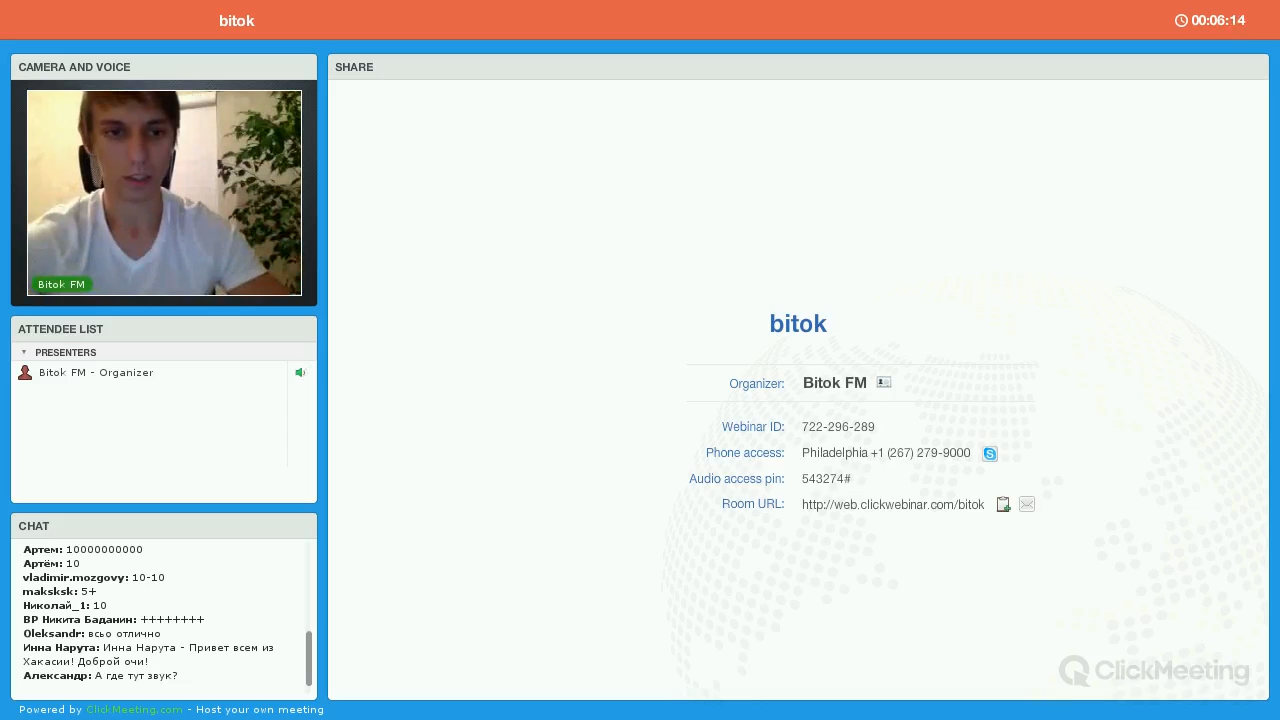 bitok
00:06:14
CAMERA AND VOICE
Bitok FM
ATTENDEE LIST
PRESENTERS
Bitok FM - Organizer
CHAT
Артем: 10000000000
Артём: 10
vladimir.mozgovy: 10-10
maksksk: 5+
Николай_1: 10
ВР Никита Баданин: ++++++++
Oleksandr: всьо отлично
Инна Нарута: Инна Нарута - Привет всем из
Хакасии! Доброй очи!
Александр: А где тут звук?
SHARE
bitok
Organizer: Bitok FM
Webinar ID: 722-296-289
Phone access: Philadelphia +1 (267) 279-9000
Audio access pin: 543274#
Room URL: http://web.clickwebinar.com/bitok
ClickMeeting
Powered by ClickMeeting.com - Host your own meeting